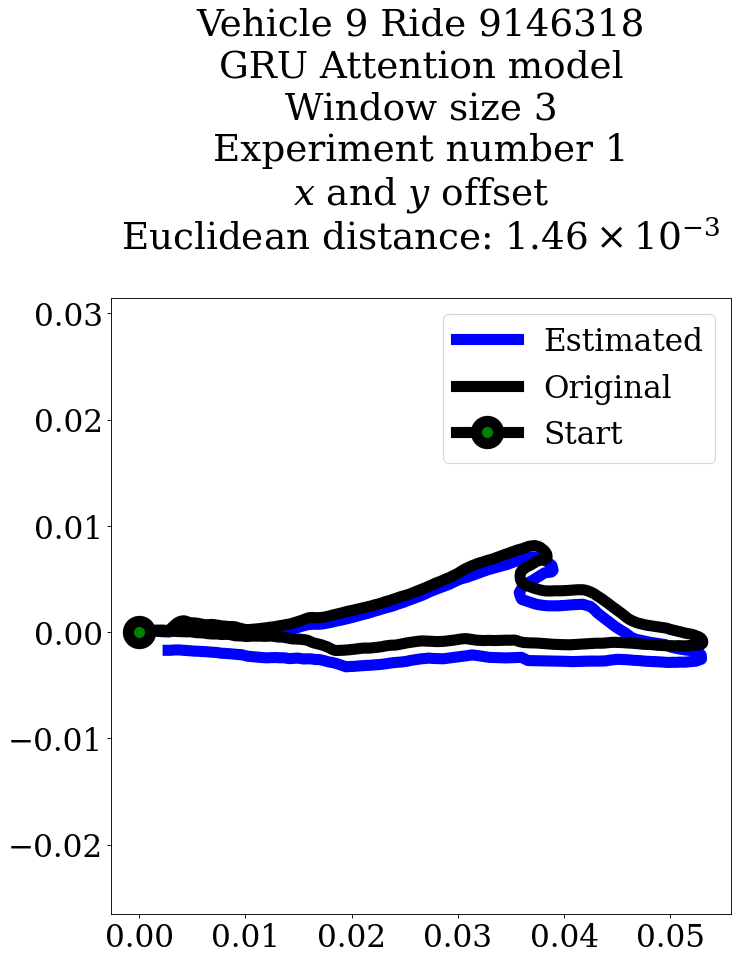 Vehicle 9 Ride 9146318
GRU Attention model
Window size 3
Experiment number 1
x and y offset
Euclidean distance: 1.46 × 10⁻³
Estimated
Original
Start
0.03
0.02
0.01
0.00
−0.01
−0.02
0.00 0.01 0.02 0.03 0.04 0.05